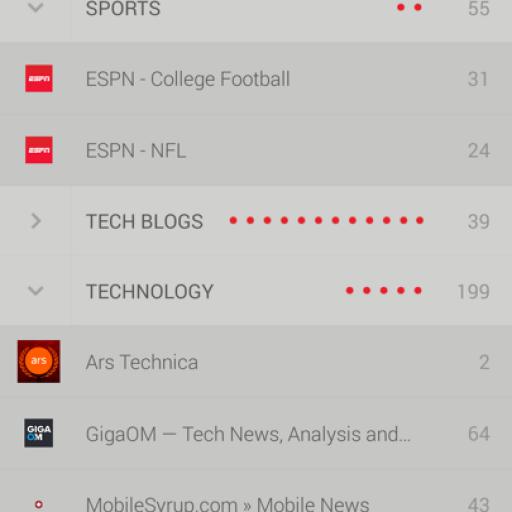 SPORTS 55
ESPN ESPN - College Football 31
ESPN ESPN - NFL 24
TECH BLOGS 39
TECHNOLOGY 199
ars Ars Technica 2
GIGA OM GigaOM — Tech News, Analysis and... 64
MobileSyrup.com » Mobile News 43